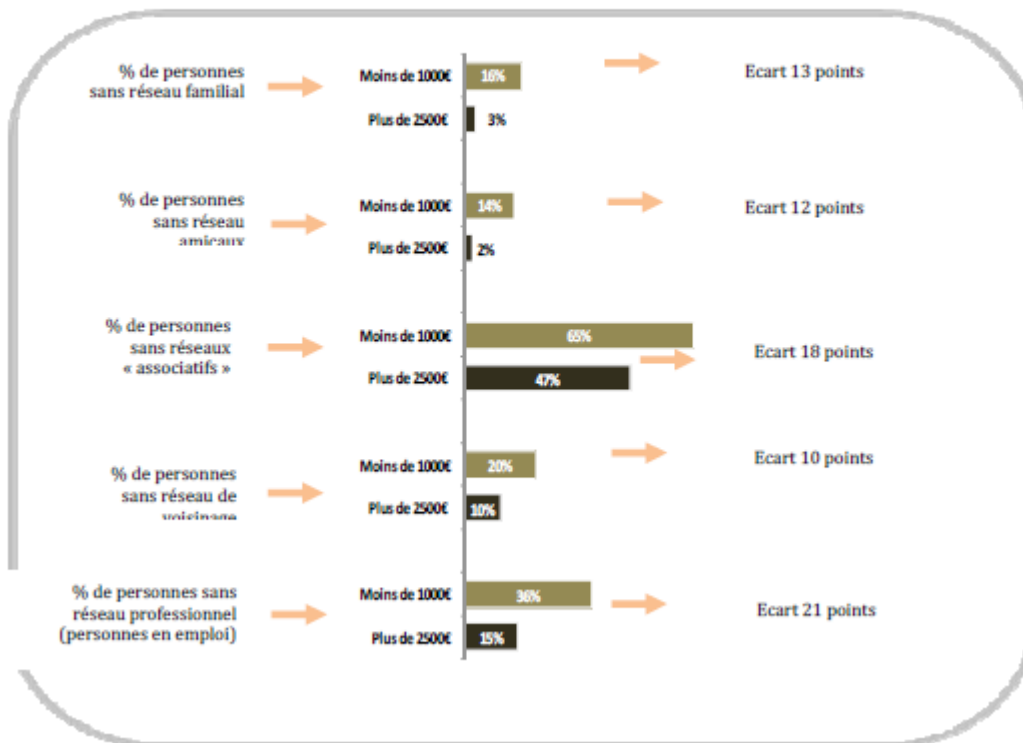 % de personnes
sans réseau familial
Moins de 1000€
16%
Plus de 2500€
3%
Ecart 13 points
% de personnes
sans réseau
amicaux
Moins de 1000€
14%
Plus de 2500€
2%
Ecart 12 points
% de personnes
sans réseaux
« associatifs »
Moins de 1000€
65%
Plus de 2500€
47%
Ecart 18 points
% de personnes
sans réseau de
voisinage
Moins de 1000€
20%
Plus de 2500€
10%
Ecart 10 points
% de personnes sans
réseau professionnel
(personnes en emploi)
Moins de 1000€
36%
Plus de 2500€
15%
Ecart 21 points